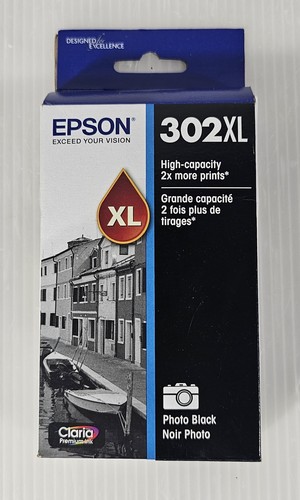 DESIGNED for EXCELLENCE
EPSON®
EXCEED YOUR VISION
302XL
High-capacity
2x more prints*
Grande capacité
2 fois plus de
tirages*
XL
Photo Black
Noir Photo
Claria
Premium Ink